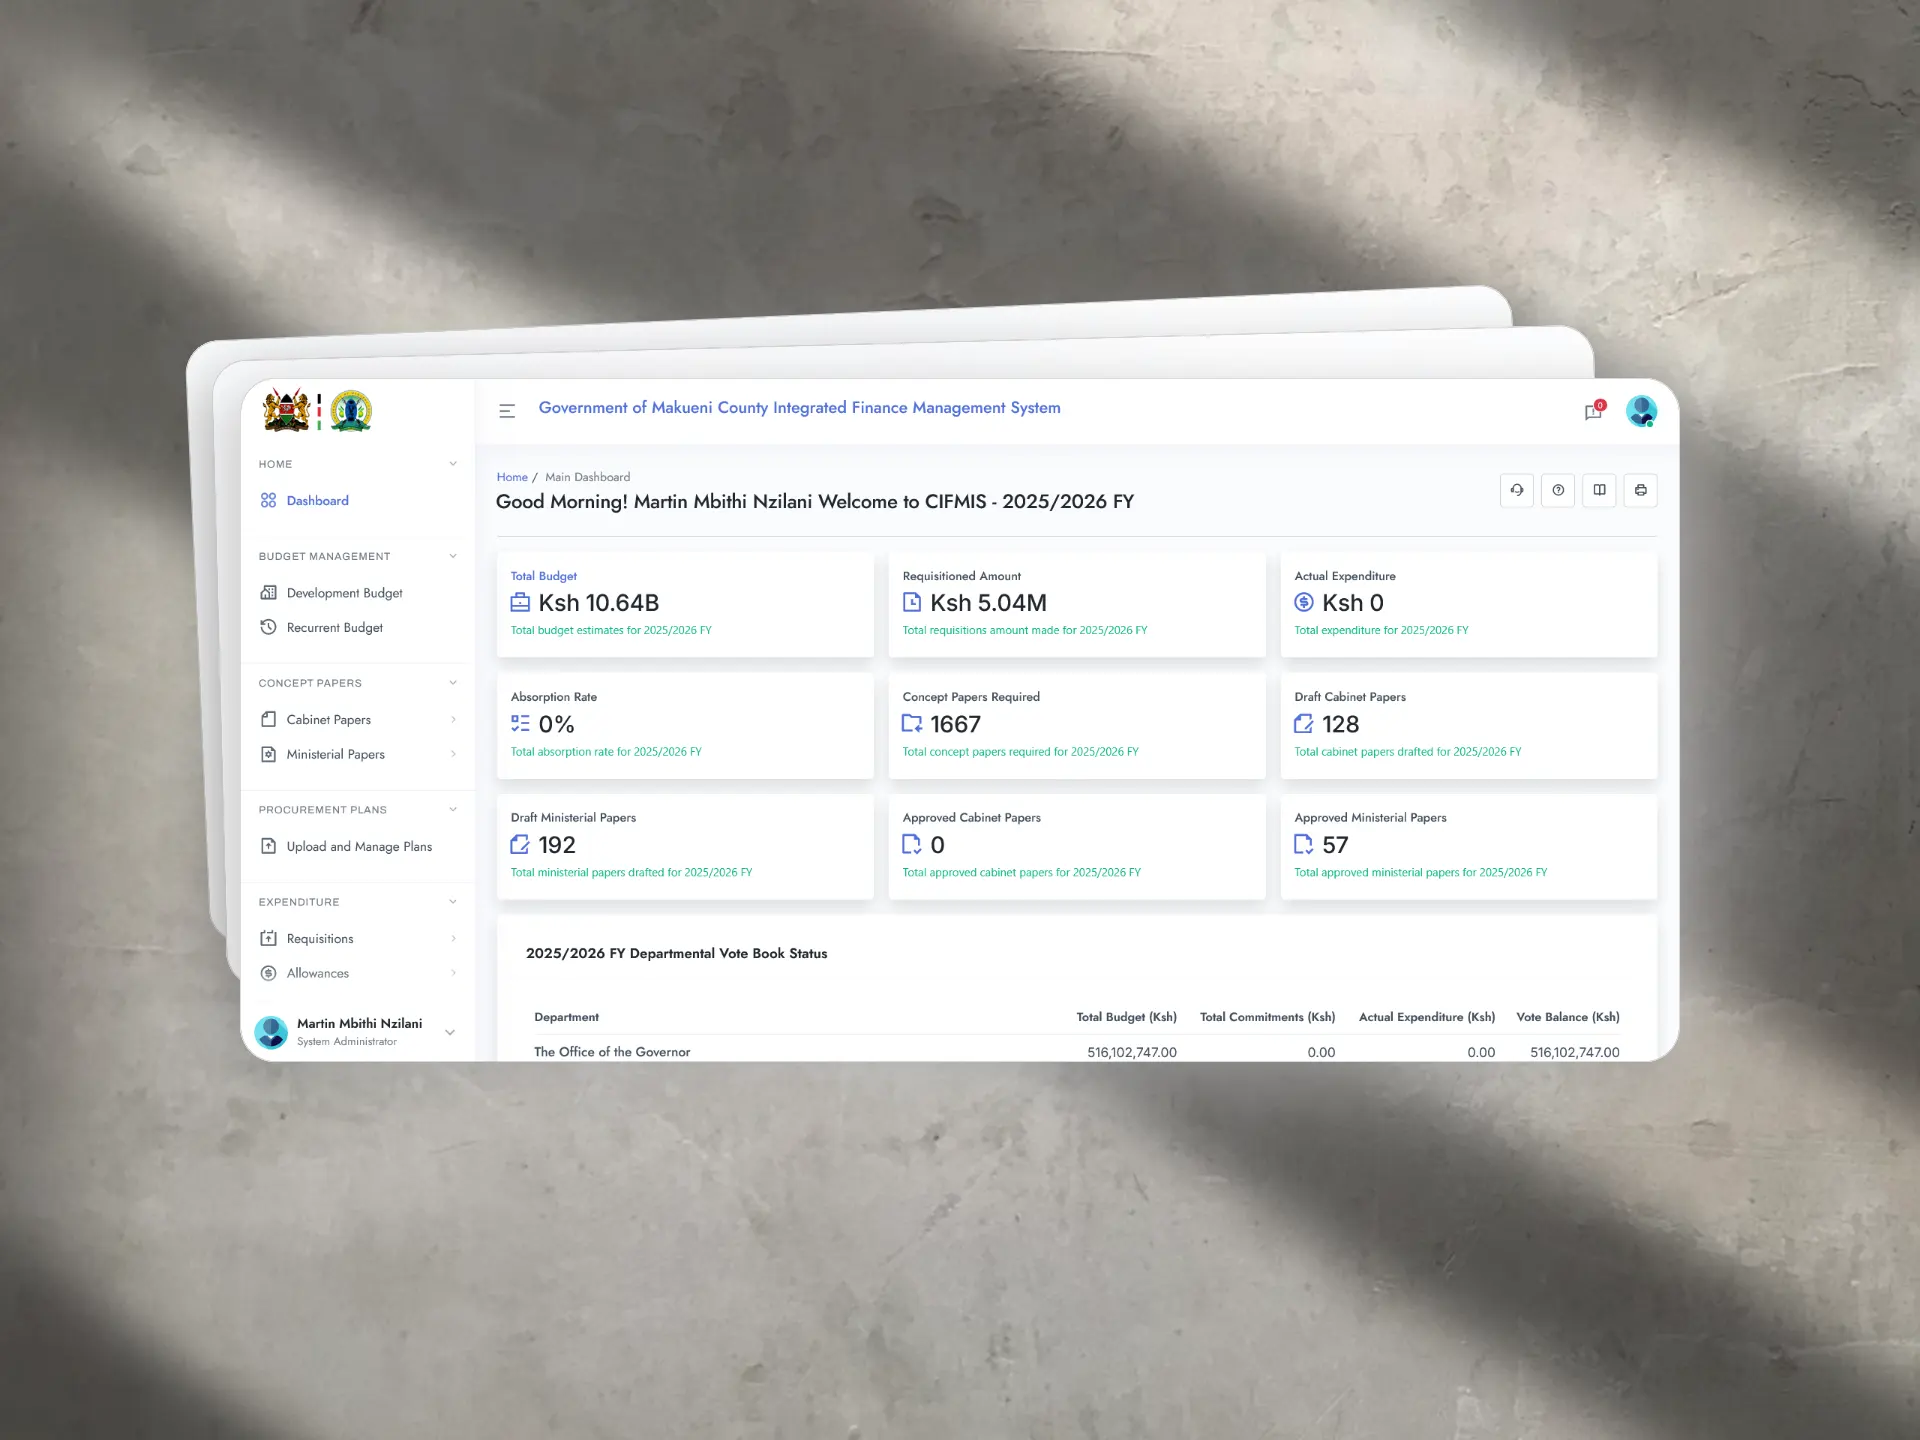 Government of Makueni County Integrated Finance Management System
0
HOME
Dashboard
BUDGET MANAGEMENT
Development Budget
Recurrent Budget
CONCEPT PAPERS
Cabinet Papers
Ministerial Papers
PROCUREMENT PLANS
Upload and Manage Plans
EXPENDITURE
Requisitions
Allowances
Martin Mbithi Nzilani
System Administrator
Home / Main Dashboard
Good Morning! Martin Mbithi Nzilani Welcome to CIFMIS - 2025/2026 FY
Total Budget
Ksh 10.64B
Total budget estimates for 2025/2026 FY
Requisitioned Amount
Ksh 5.04M
Total requisitions amount made for 2025/2026 FY
Actual Expenditure
Ksh 0
Total expenditure for 2025/2026 FY
Absorption Rate
0%
Total absorption rate for 2025/2026 FY
Concept Papers Required
1667
Total concept papers required for 2025/2026 FY
Draft Cabinet Papers
128
Total cabinet papers drafted for 2025/2026 FY
Draft Ministerial Papers
192
Total ministerial papers drafted for 2025/2026 FY
Approved Cabinet Papers
0
Total approved cabinet papers for 2025/2026 FY
Approved Ministerial Papers
57
Total approved ministerial papers for 2025/2026 FY
2025/2026 FY Departmental Vote Book Status
Department Total Budget (Ksh) Total Commitments (Ksh) Actual Expenditure (Ksh) Vote Balance (Ksh)
The Office of the Governor 516,102,747.00 0.00 0.00 516,102,747.00